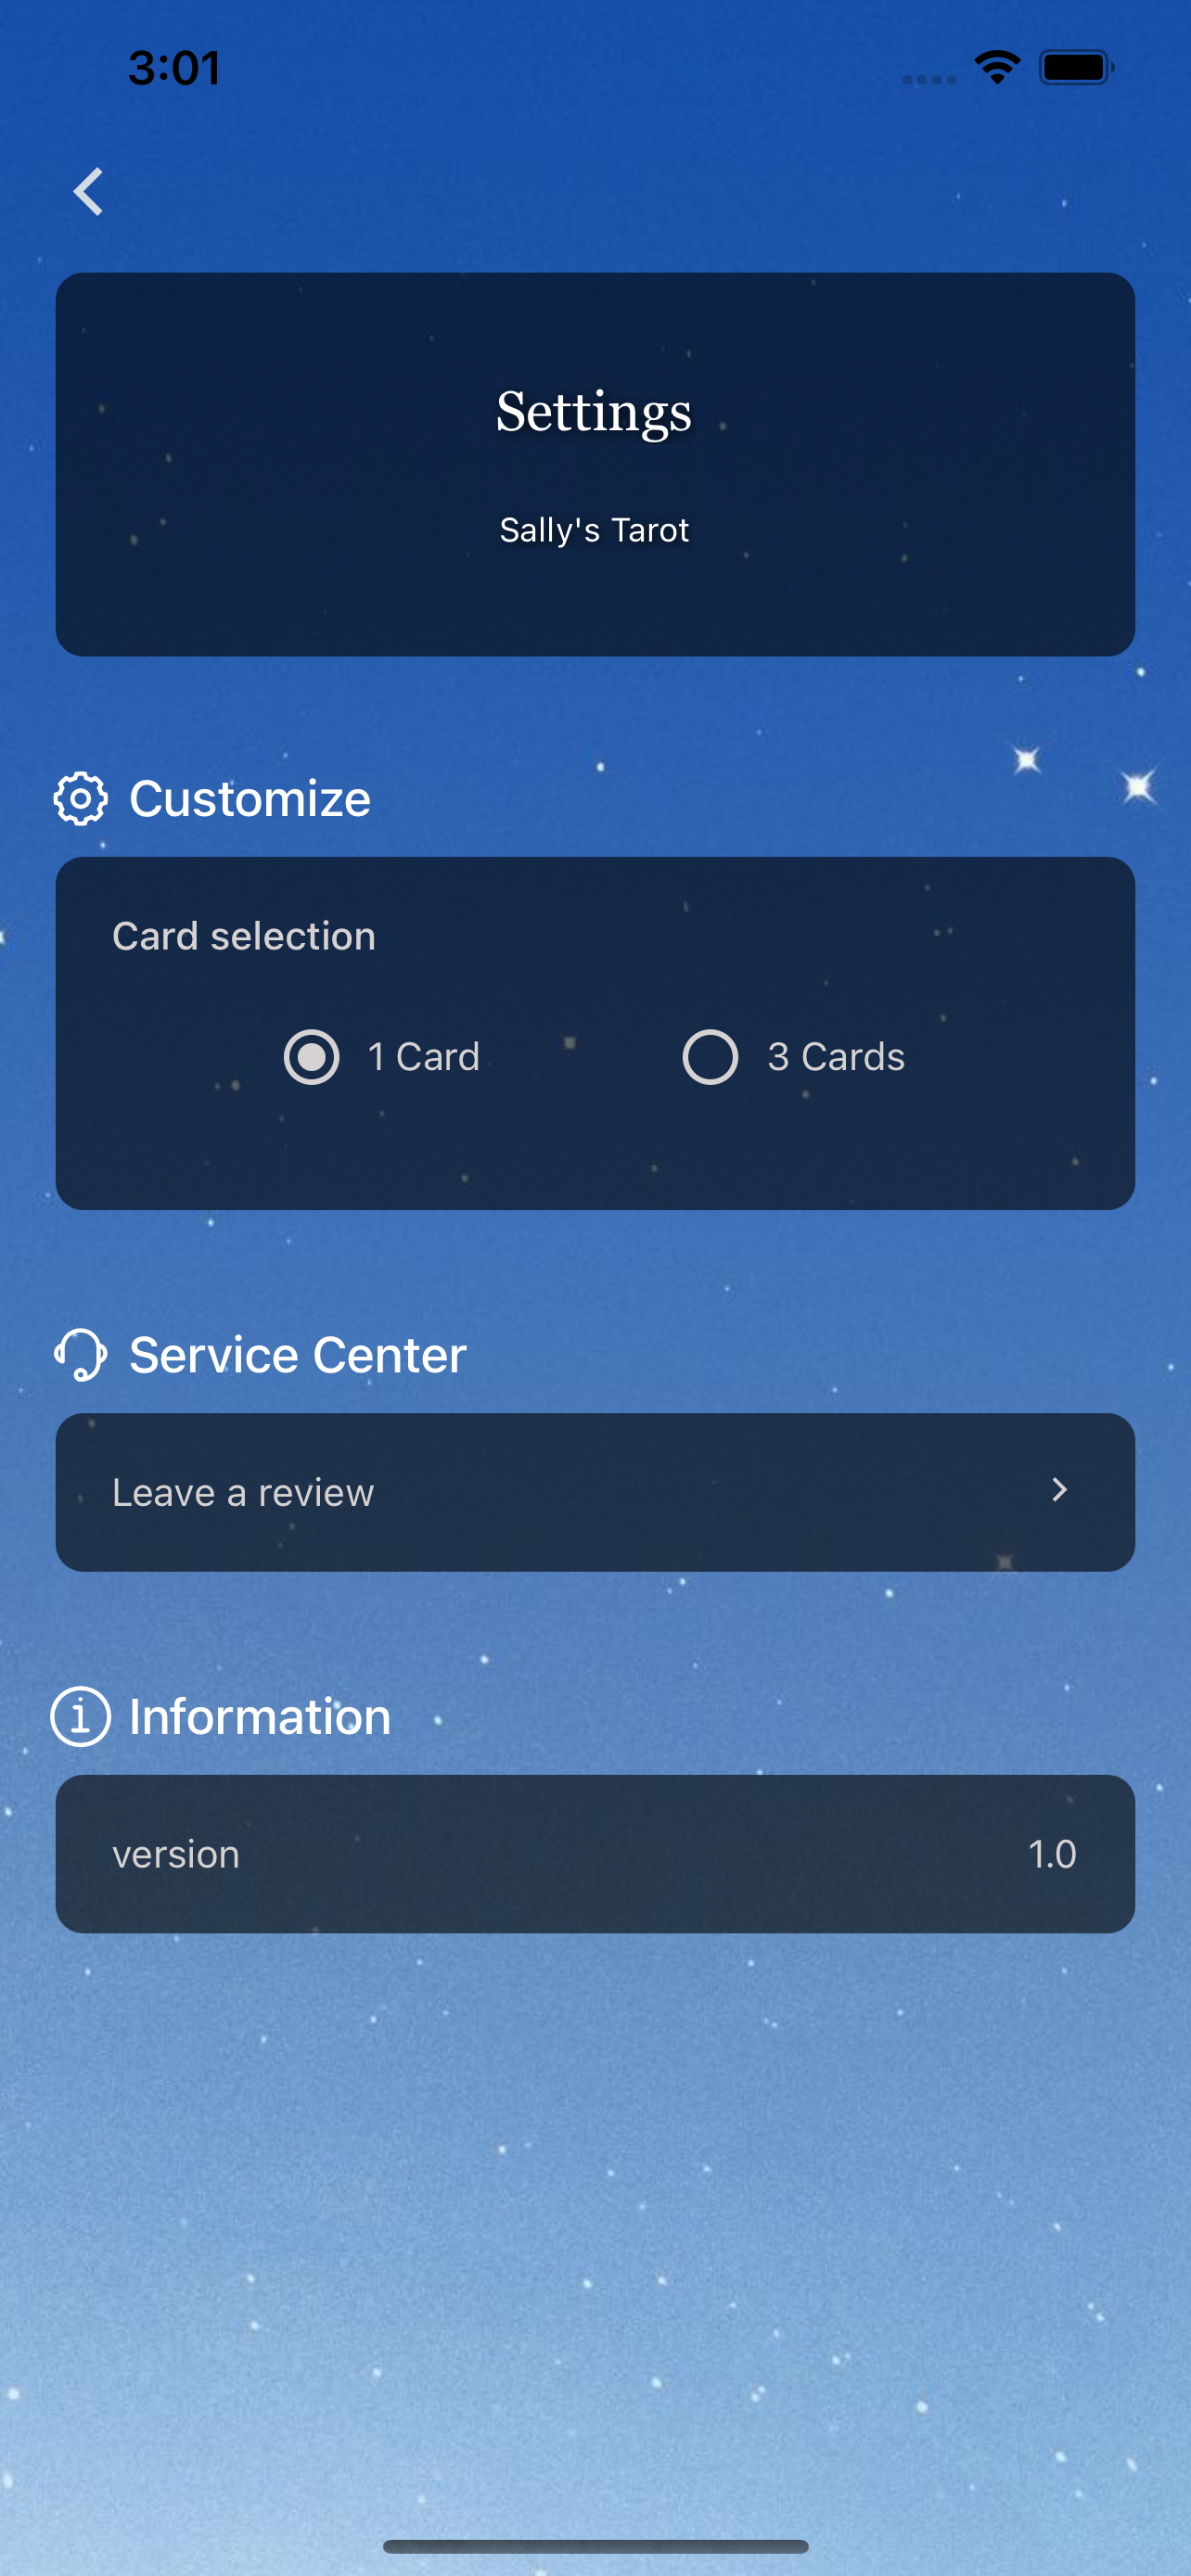 3:01
Settings
Sally's Tarot
Customize
Card selection
1 Card 3 Cards
Service Center
Leave a review
Information
version 1.0